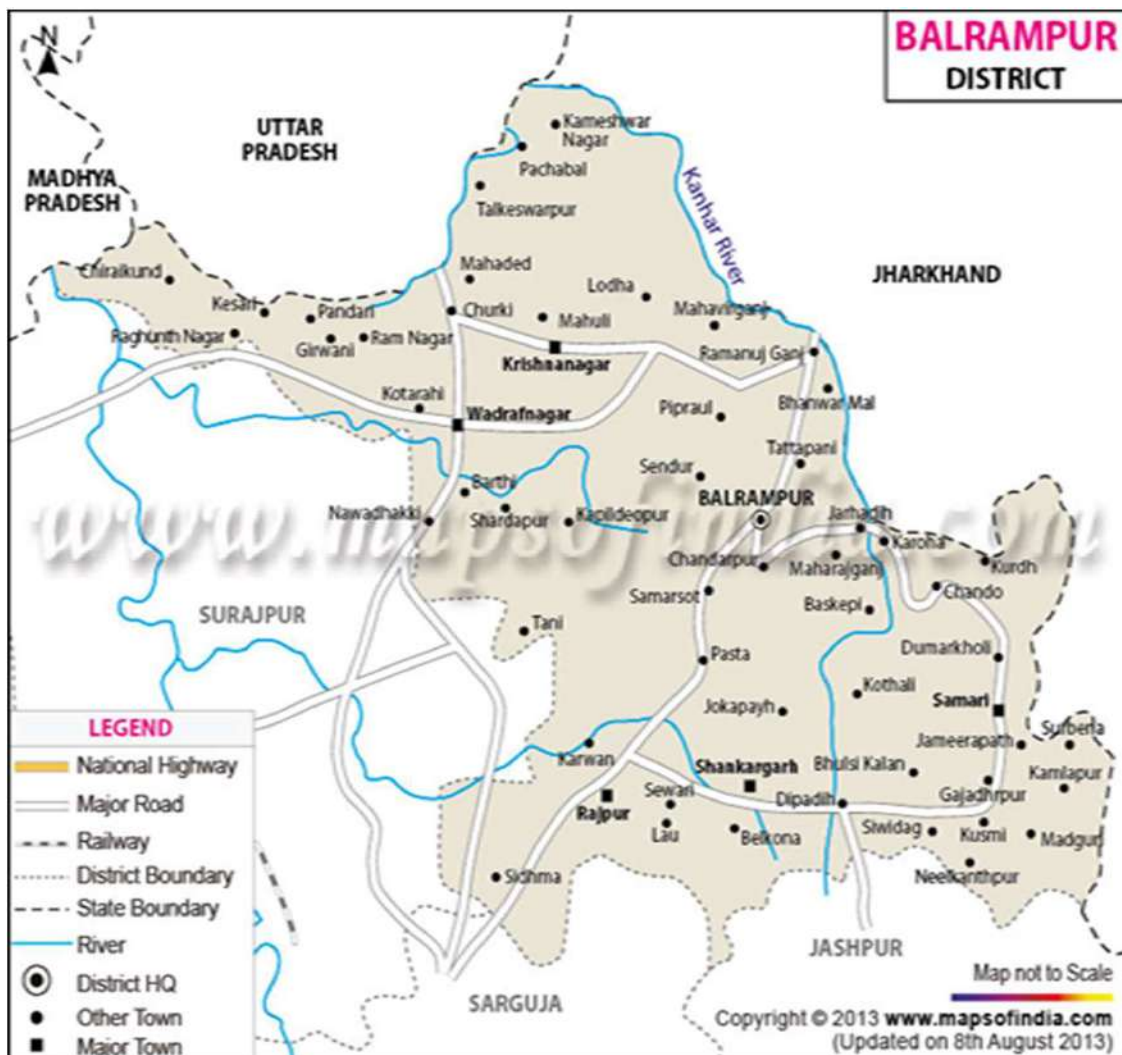 BALRAMPUR
DISTRICT
N
UTTAR
PRADESH
MADHYA
PRADESH
JHARKHAND
Kameshwar
Nagar
Pachabal
Talkeswarpur
Kanhar River
Chiraikund
Mahaded
Lodha
Kesari
Pandari
Churki
Mahuli
Mahavirganj
Raghunth Nagar
Girwani
Ram Nagar
Ramanuj Ganj
Krishnanagar
Kotarahi
Wadrafnagar
Pipraul
Bhanwar Mal
Tattapani
Sendur
Barthi
BALRAMPUR
www.mapsofindia.com
Nawadhakki
Shardapur
Kapildeopur
Jarhadih
Karoha
Chandarpur
Maharajganj
Kurdh
Samarsot
Baskepi
Chando
SURAJPUR
Tani
Pasta
Dumarkholi
Kothali
Samari
Jokapayh
Jameerapath
Surbena
Karwan
Shankargarh
Bhulsi Kalan
Kamlapur
Sewari
Dipadih
Gajadhrpur
Rajpur
Lau
Belkona
Siwidag
Kusmi
Madguri
Sidhma
Neelkanthpur
JASHPUR
SARGUJA
LEGEND
National Highway
Major Road
Railway
District Boundary
State Boundary
River
District HQ
Other Town
Major Town
Map not to Scale
Copyright © 2013 www.mapsofindia.com
(Updated on 8th August 2013)